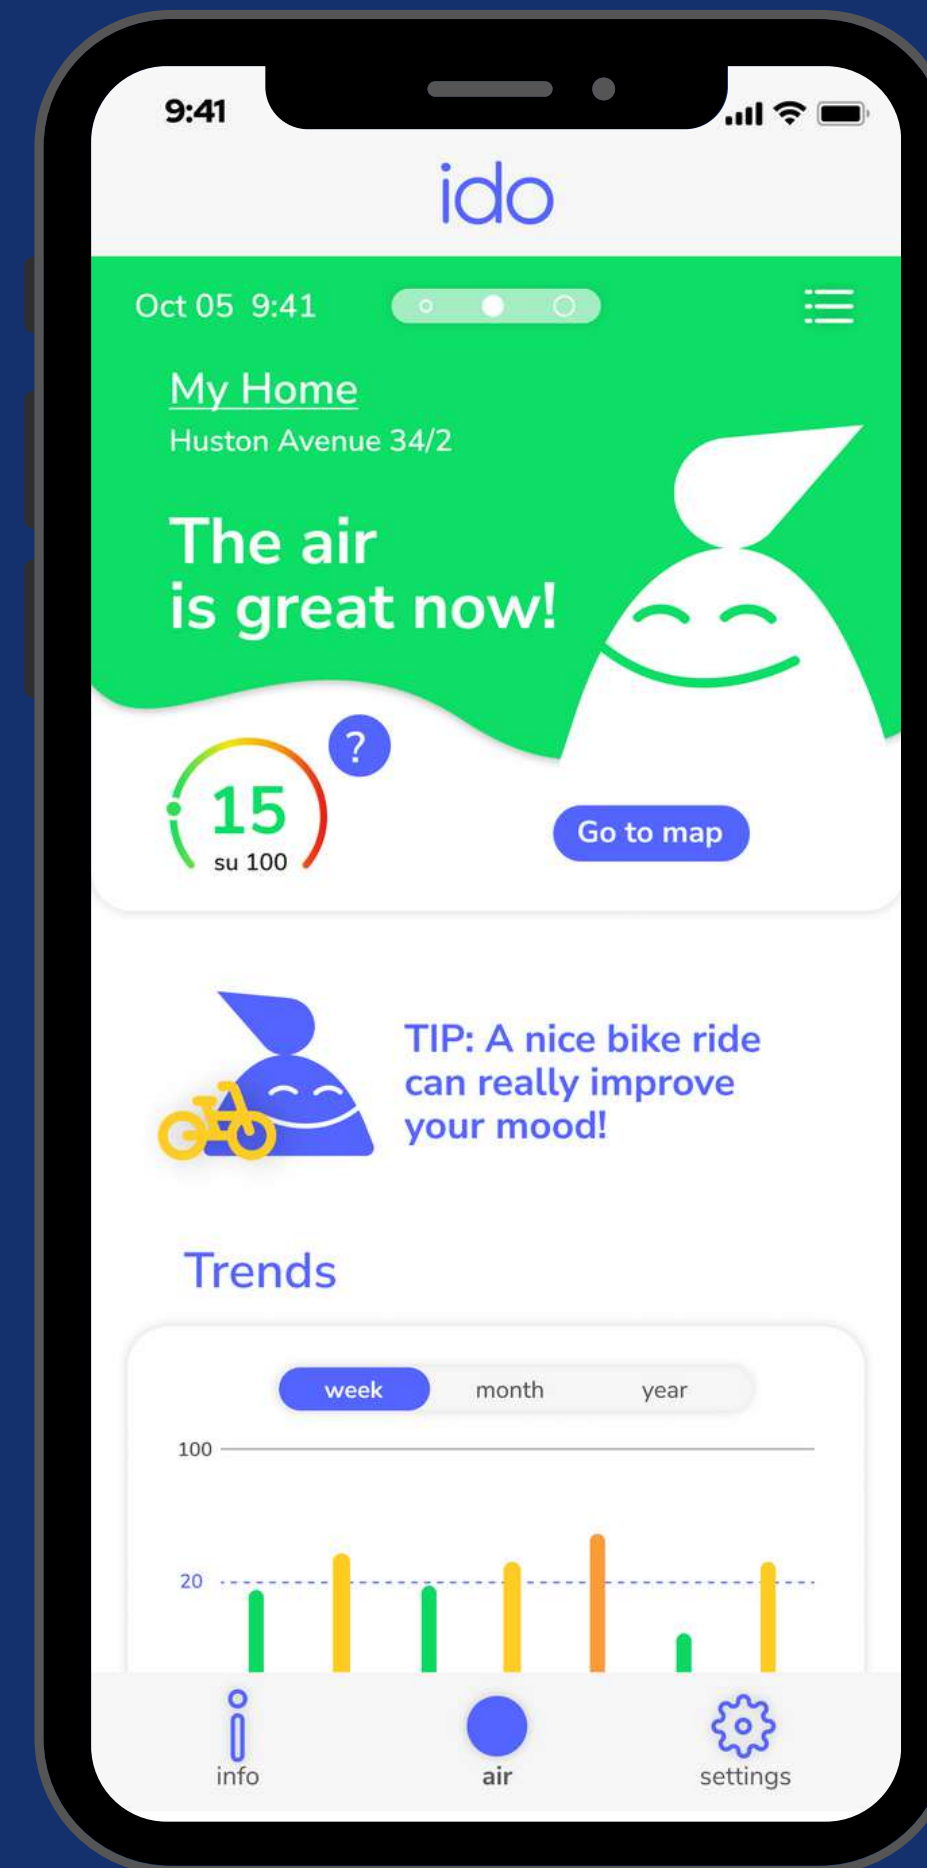 9:41
ido
Oct 05 9:41
My Home
Huston Avenue 34/2
The air
is great now!
?
15
su 100
Go to map
TIP: A nice bike ride
can really improve
your mood!
Trends
week month year
100
20
info air settings